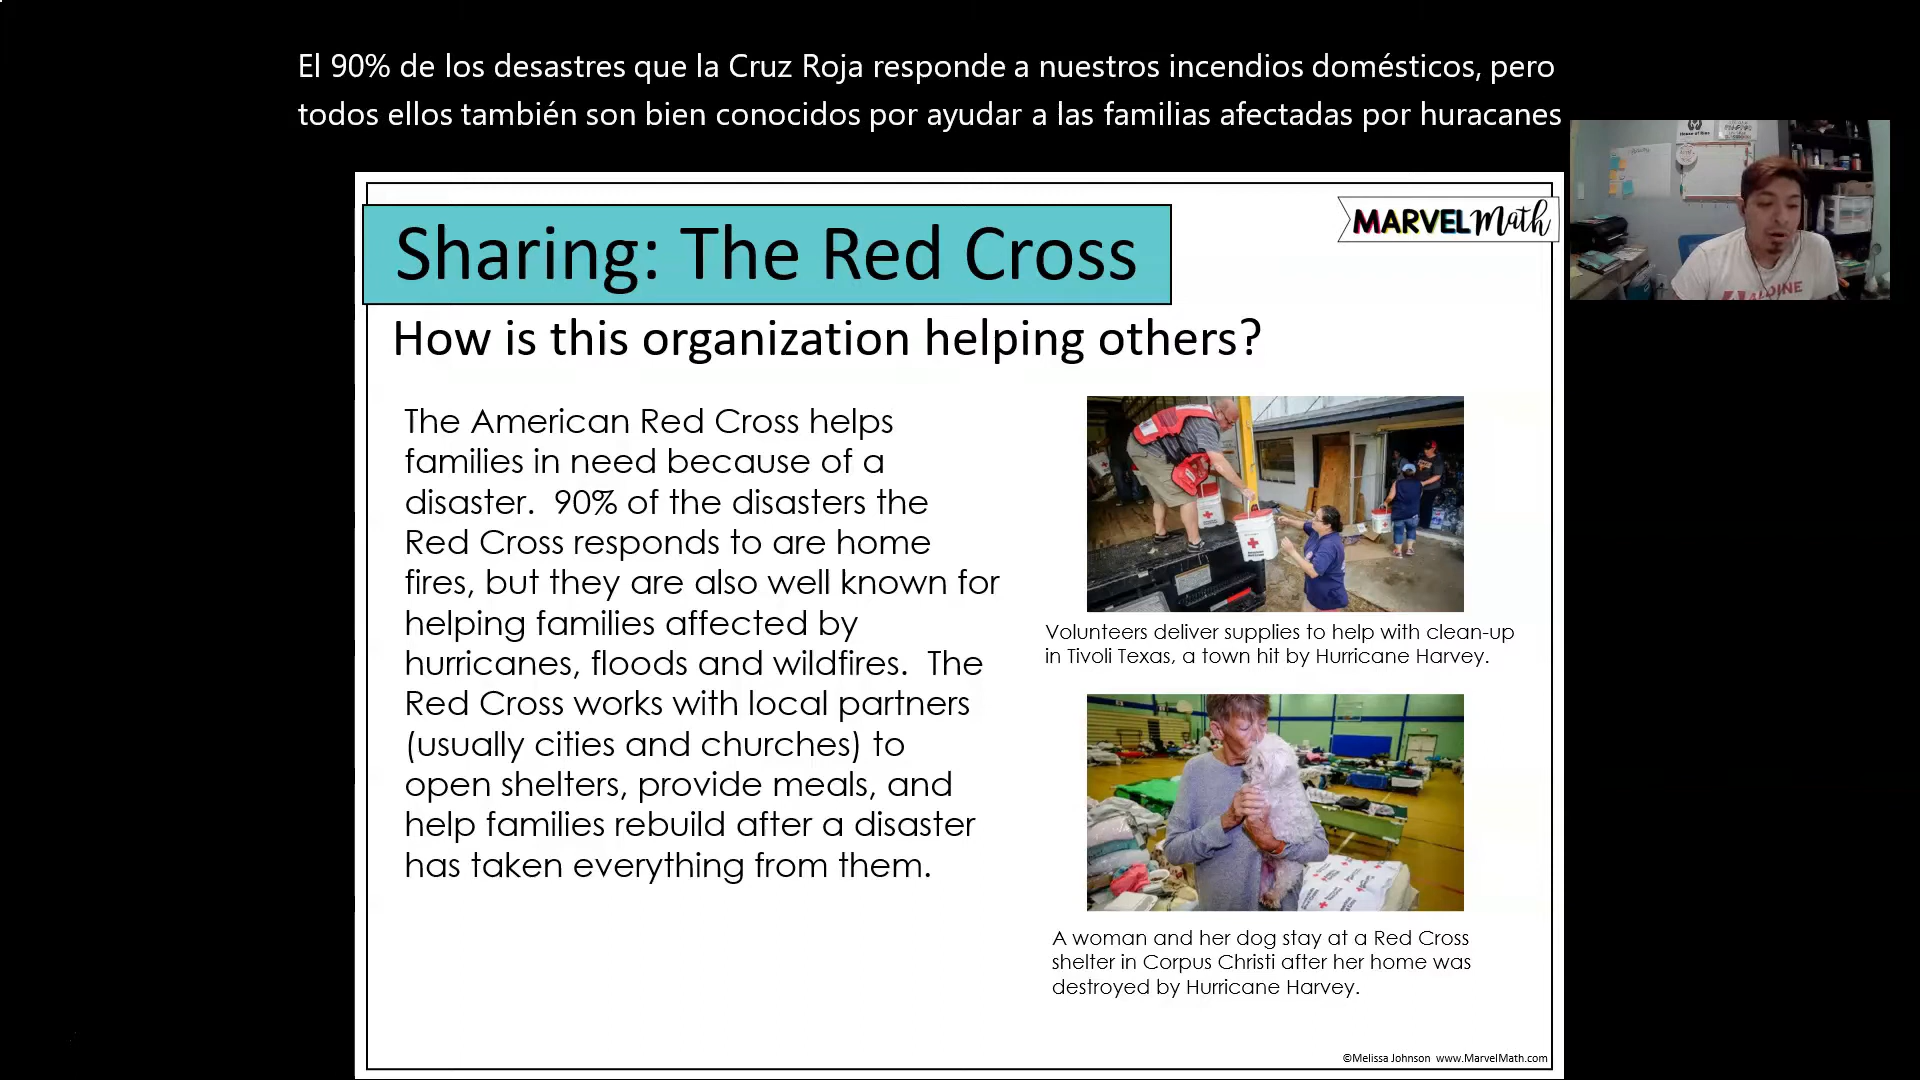 El 90% de los desastres que la Cruz Roja responde a nuestros incendios domésticos, pero
todos ellos también son bien conocidos por ayudar a las familias afectadas por huracanes
Sharing: The Red Cross
MARVEL Math
How is this organization helping others?
The American Red Cross helps
families in need because of a
disaster. 90% of the disasters the
Red Cross responds to are home
fires, but they are also well known for
helping families affected by
hurricanes, floods and wildfires. The
Red Cross works with local partners
(usually cities and churches) to
open shelters, provide meals, and
help families rebuild after a disaster
has taken everything from them.
Volunteers deliver supplies to help with clean-up
in Tivoli Texas, a town hit by Hurricane Harvey.
A woman and her dog stay at a Red Cross
shelter in Corpus Christi after her home was
destroyed by Hurricane Harvey.
©Melissa Johnson www.MarvelMath.com
ALDINE